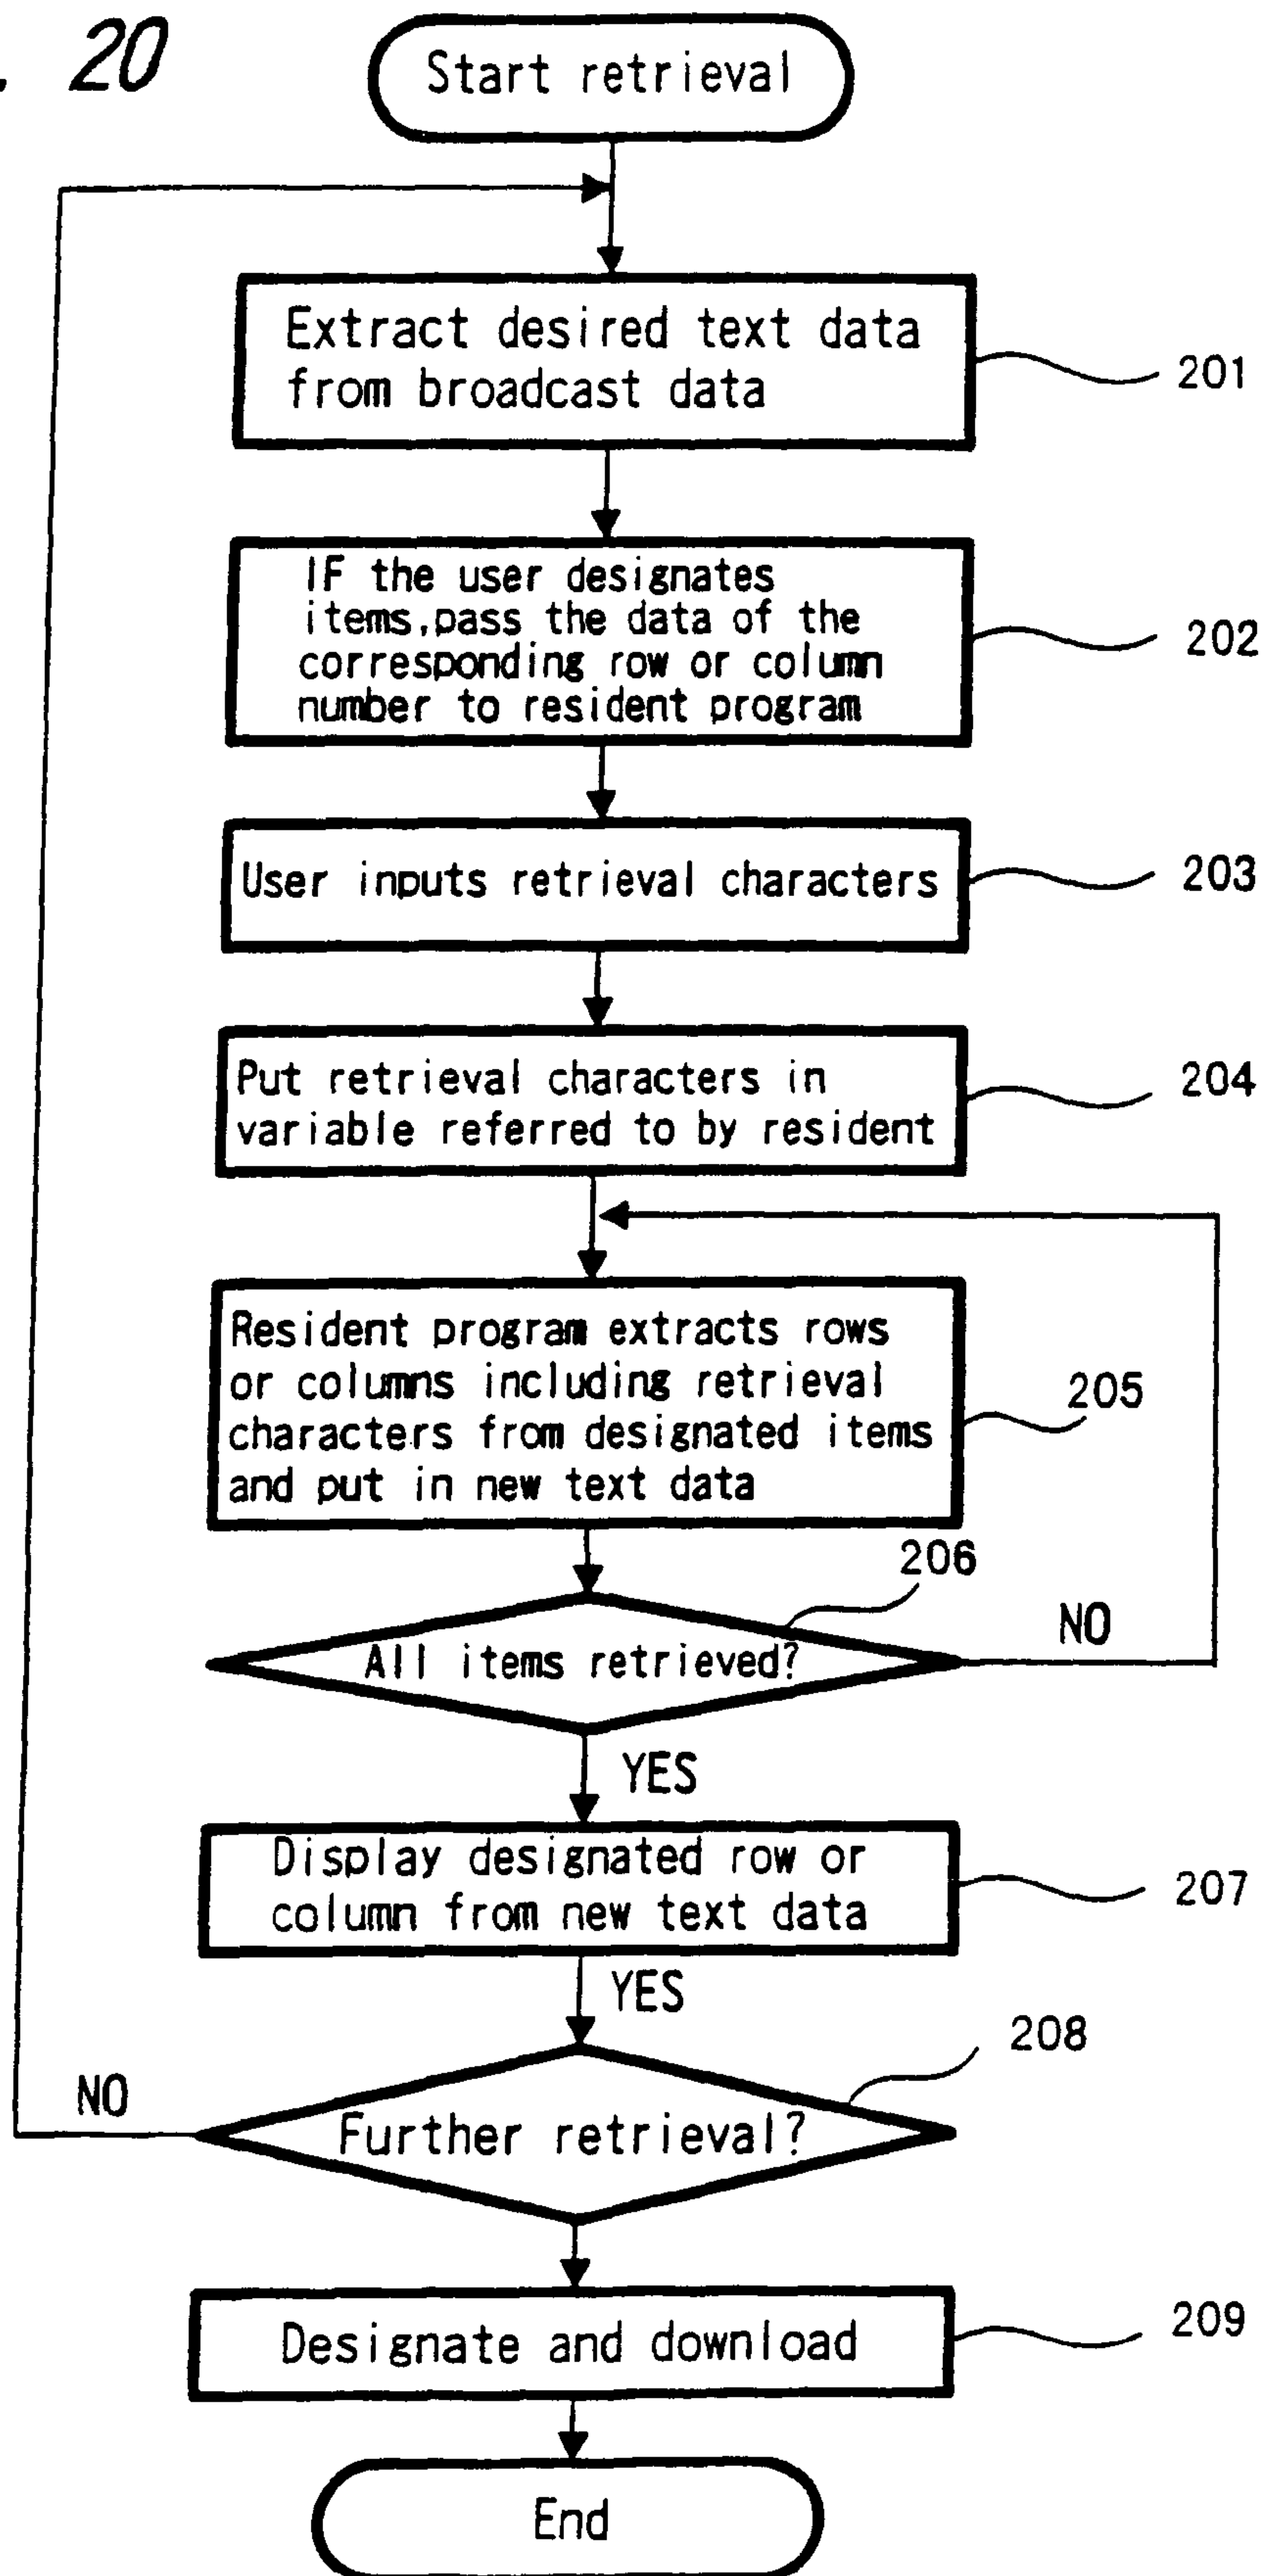 . 20
Start retrieval
Extract desired text data
from broadcast data
201
IF the user designates
items,pass the data of the
corresponding row or column
number to resident program
202
User inputs retrieval characters
203
Put retrieval characters in
variable referred to by resident
204
Resident program extracts rows
or columns including retrieval
characters from designated items
and put in new text data
205
206
All items retrieved?
NO
YES
Display designated row or
column from new text data
207
YES
208
NO
Further retrieval?
Designate and download
209
End